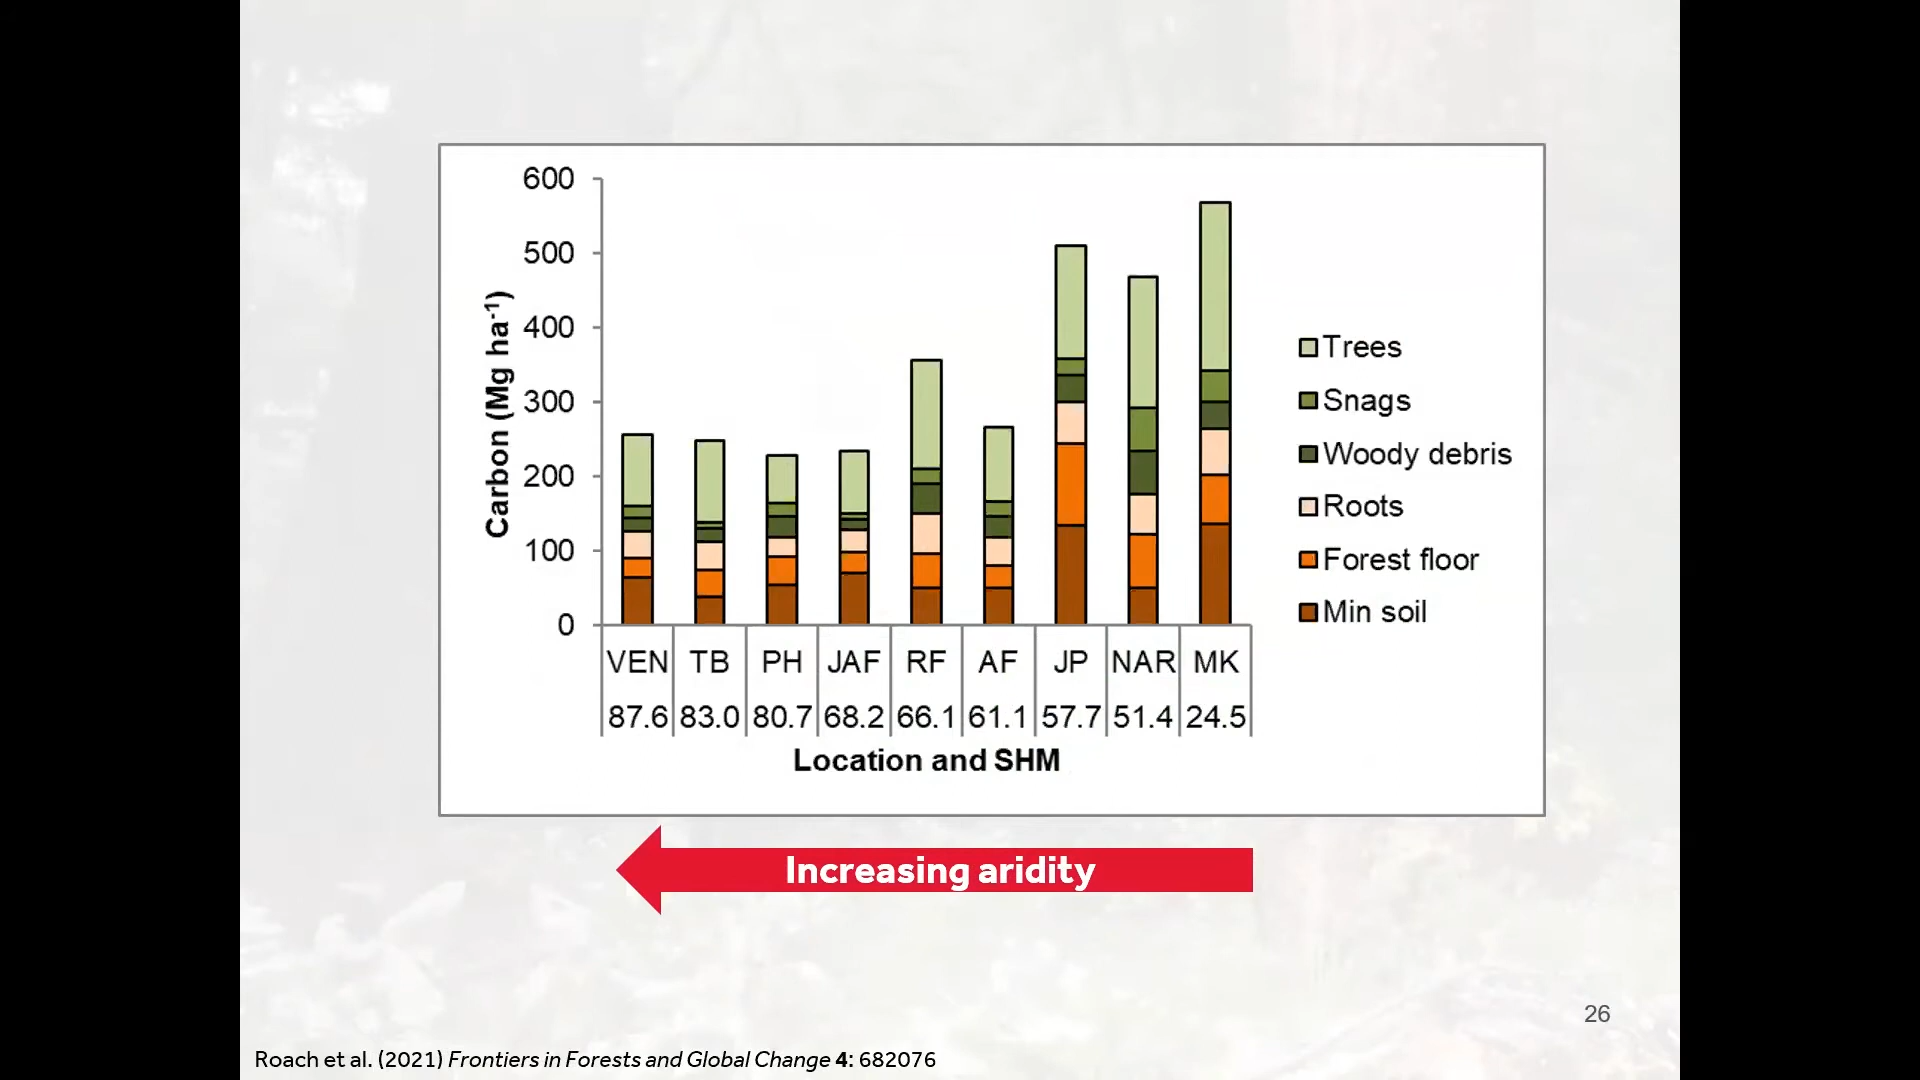 600
500
400
300
200
100
0
Carbon (Mg ha⁻¹)
Trees
Snags
Woody debris
Roots
Forest floor
Min soil
VEN TB PH JAF RF AF JP NAR MK
87.6 83.0 80.7 68.2 66.1 61.1 57.7 51.4 24.5
Location and SHM
Increasing aridity
26
Roach et al. (2021) Frontiers in Forests and Global Change 4: 682076